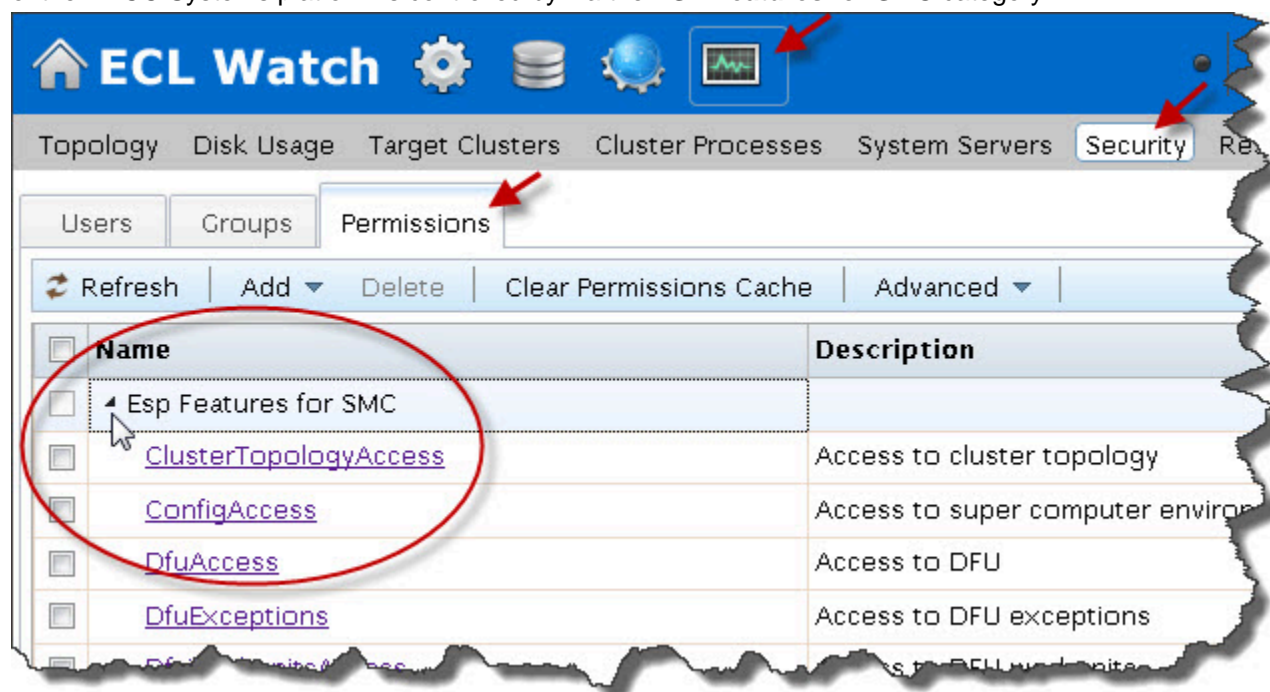 ECL Watch
Topology Disk Usage Target Clusters Cluster Processes System Servers Security
Users Groups Permissions
Refresh Add Delete Clear Permissions Cache Advanced
Name Description
Esp Features for SMC
ClusterTopologyAccess Access to cluster topology
ConfigAccess Access to super computer
DfuAccess Access to DFU
DfuExceptions Access to DFU exceptions